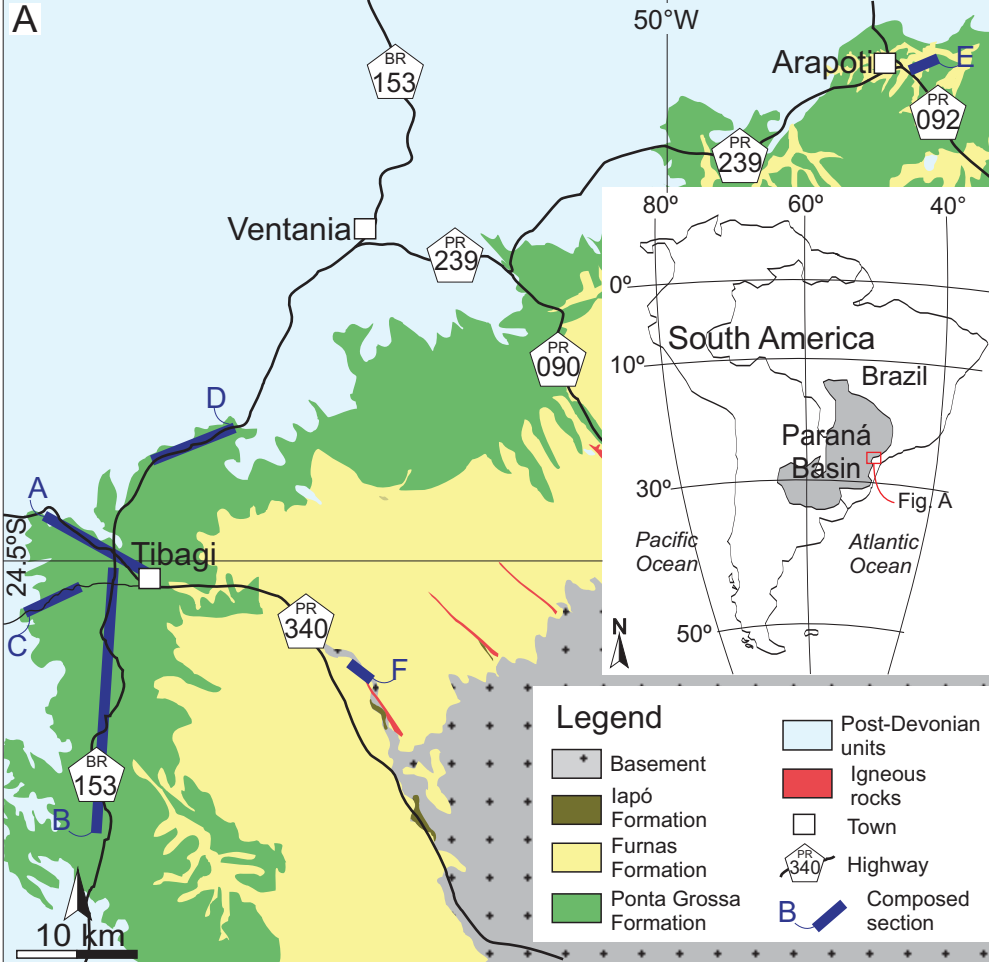 A
50°W
BR
153
Arapoti
E
PR
092
PR
239
Ventania
PR
239
PR
090
80º
60º
40º
0º
South America
10º
Brazil
Paraná
Basin
30º
Fig. A
Pacific
Ocean
Atlantic
Ocean
N
50º
D
A
24.5ºS
Tibagi
C
PR
340
F
BR
153
B
10 km
Legend
Basement
Iapó
Formation
Furnas
Formation
Ponta Grossa
Formation
Post-Devonian
units
Igneous
rocks
Town
PR
340
Highway
B
Composed
section